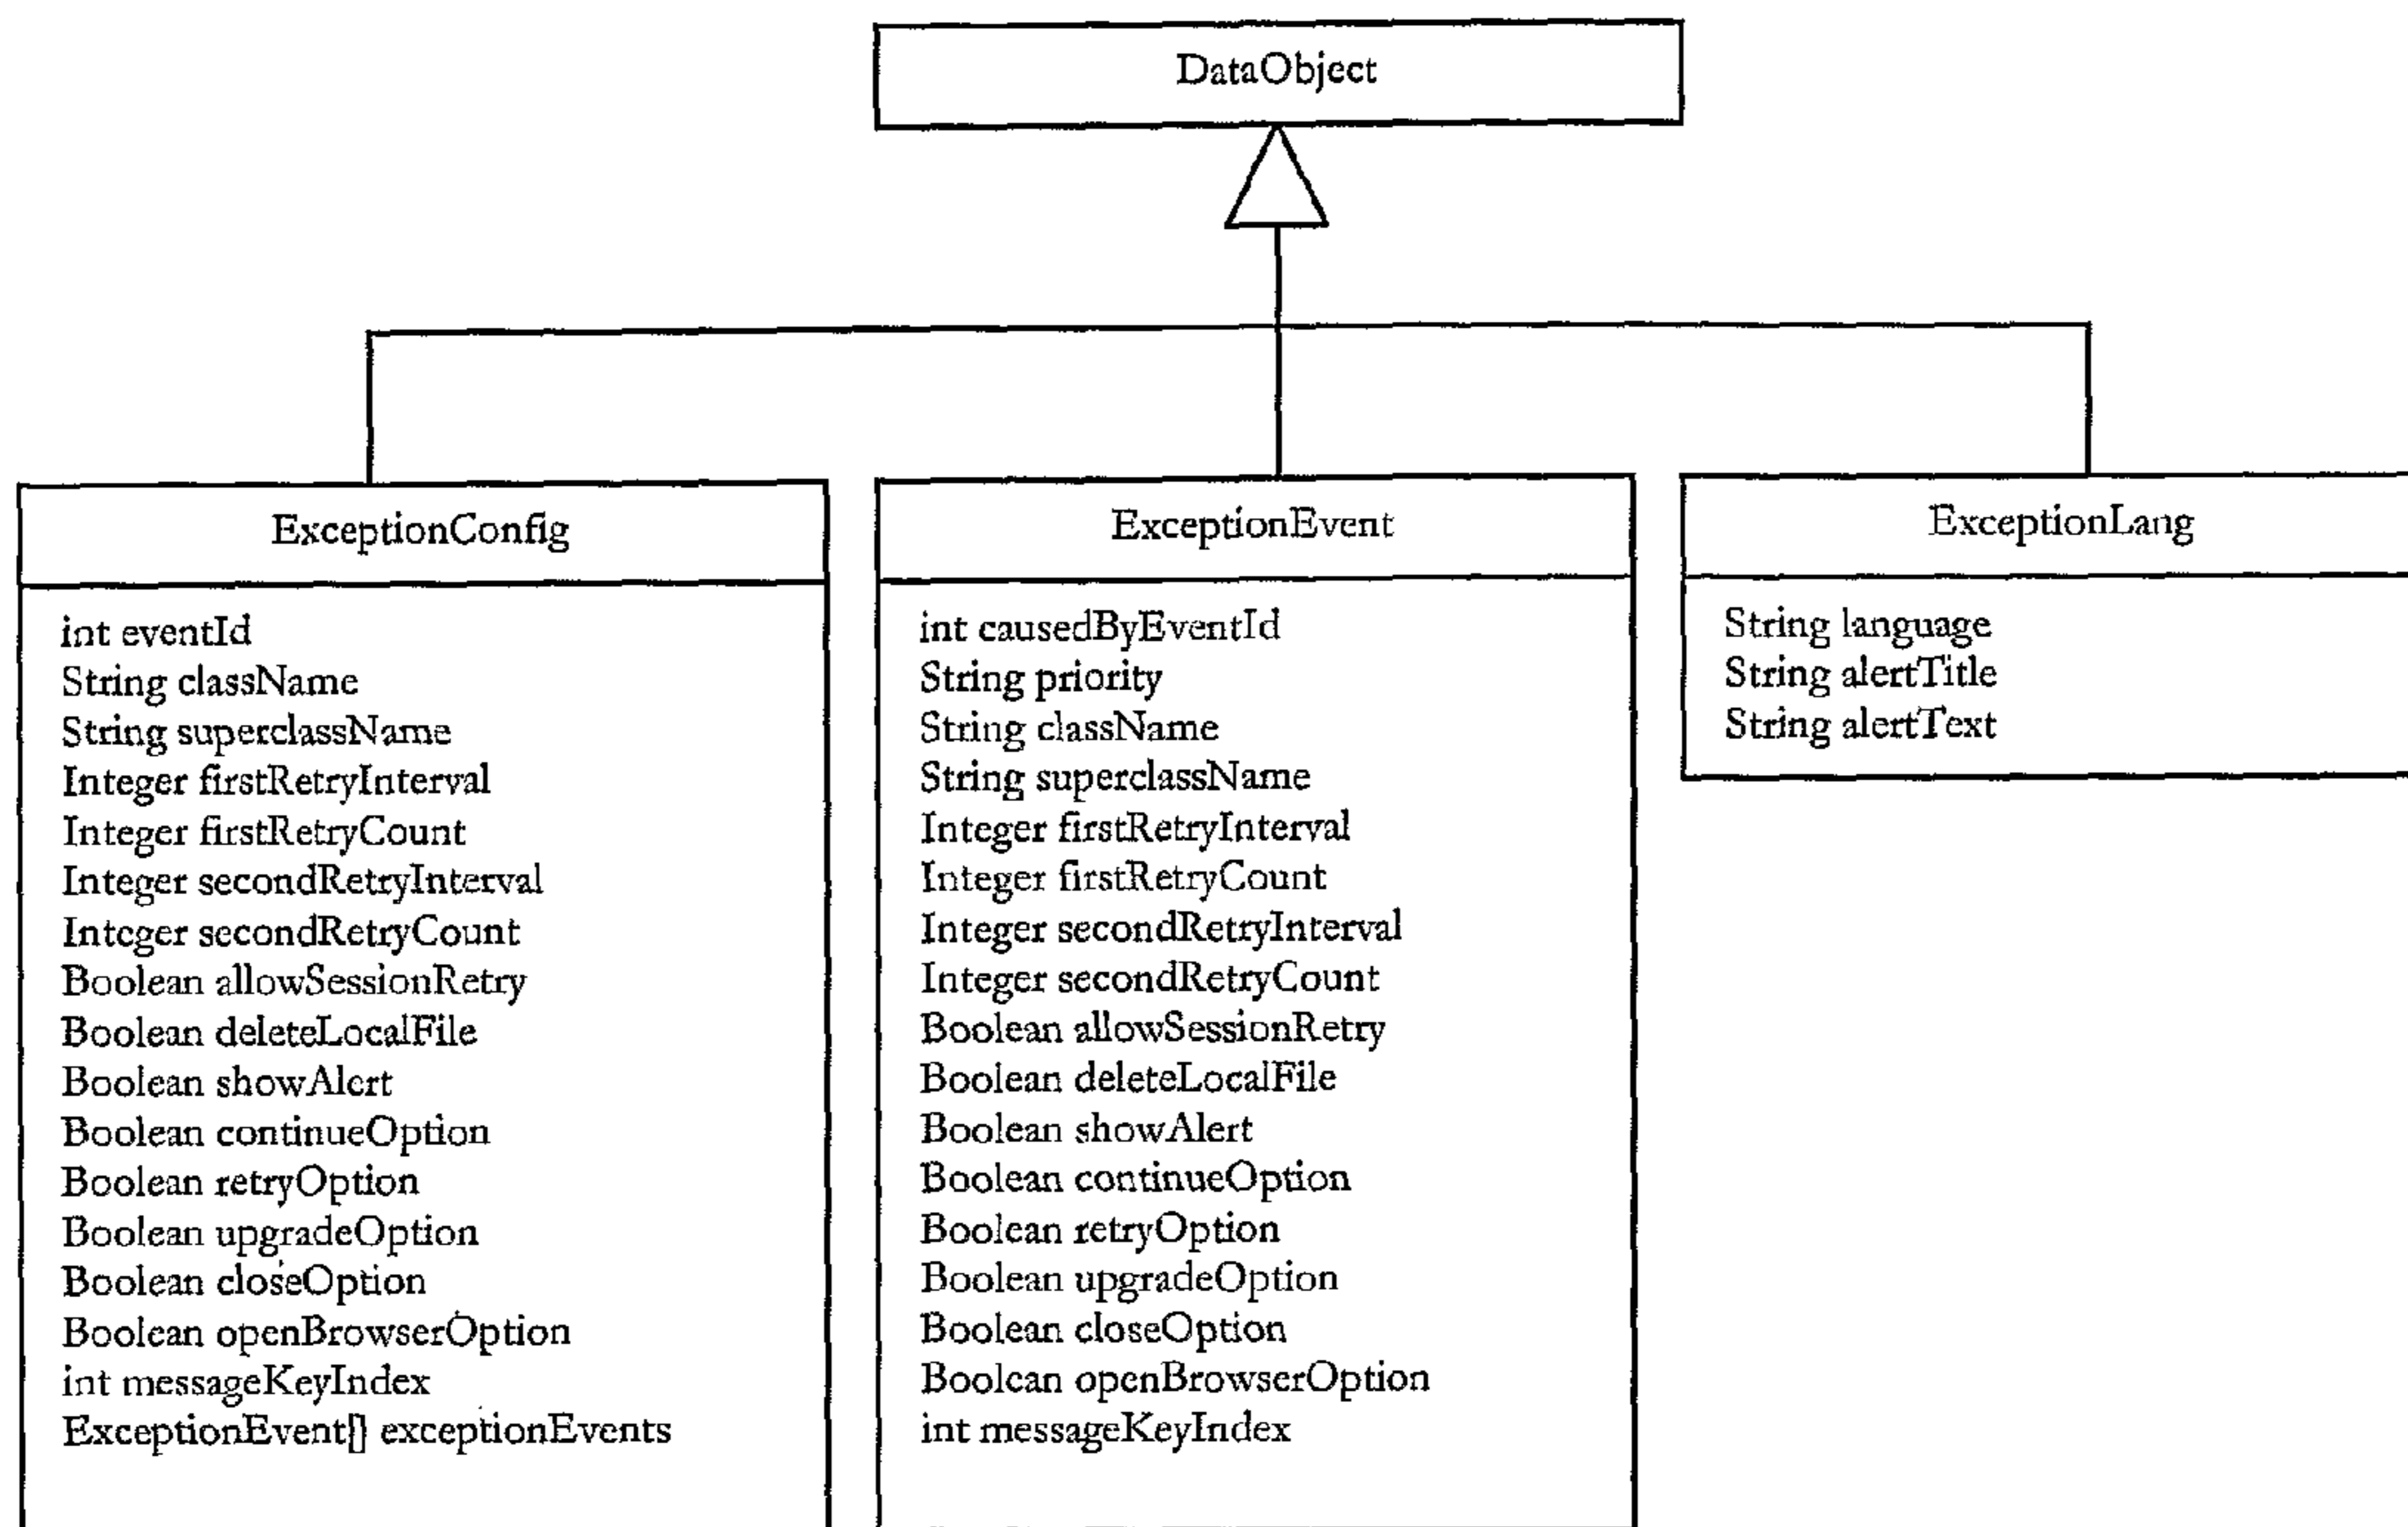 DataObject
ExceptionConfig
int eventId
String className
String superclassName
Integer firstRetryInterval
Integer firstRetryCount
Integer secondRetryInterval
Integer secondRetryCount
Boolean allowSessionRetry
Boolean deleteLocalFile
Boolean showAlert
Boolean continueOption
Boolean retryOption
Boolean upgradeOption
Boolean closeOption
Boolean openBrowserOption
int messageKeyIndex
ExceptionEvent[] exceptionEvents
ExceptionEvent
int causedByEventId
String priority
String className
String superclassName
Integer firstRetryInterval
Integer firstRetryCount
Integer secondRetryInterval
Integer secondRetryCount
Boolean allowSessionRetry
Boolean deleteLocalFile
Boolean showAlert
Boolean continueOption
Boolean retryOption
Boolean upgradeOption
Boolean closeOption
Boolean openBrowserOption
int messageKeyIndex
ExceptionLang
String language
String alertTitle
String alertText